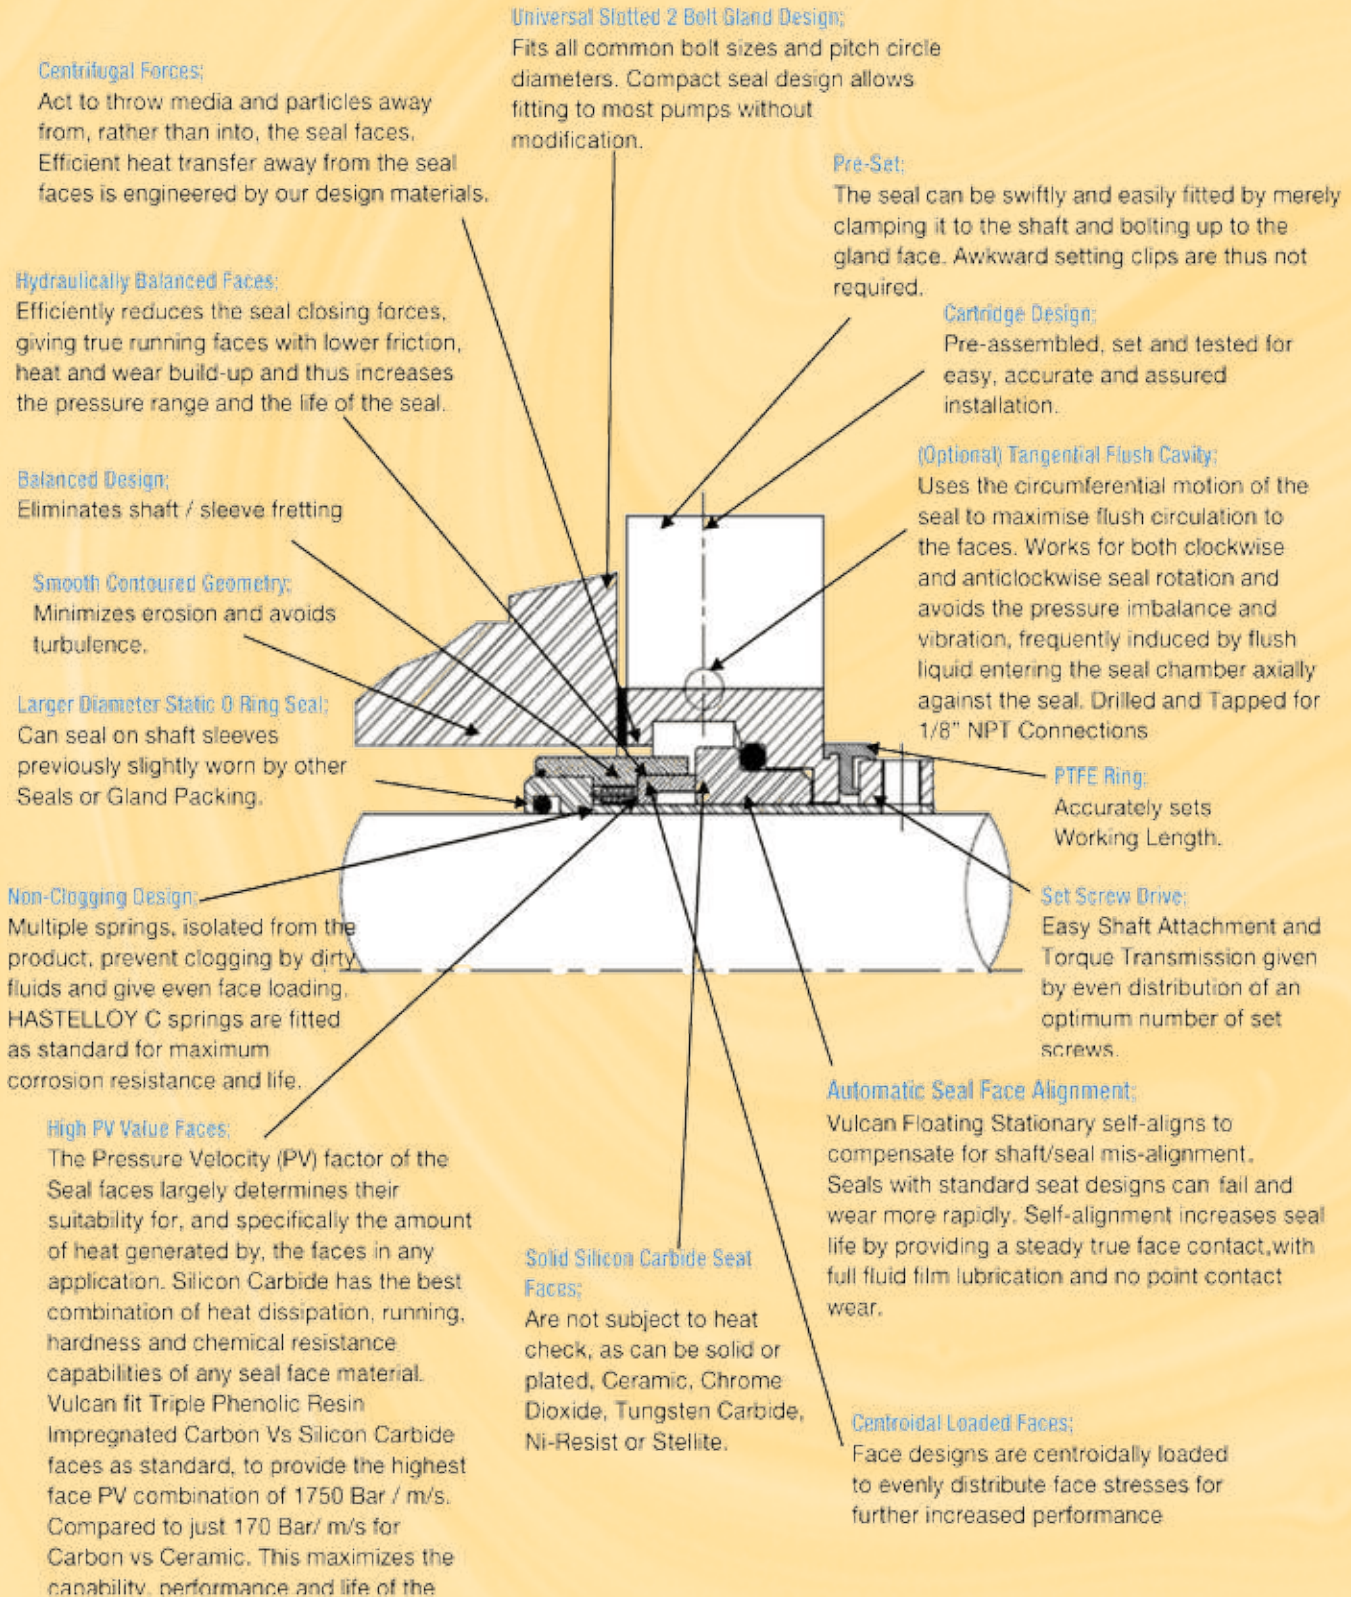 Universal Slotted 2 Bolt Gland Design;
Fits all common bolt sizes and pitch circle
diameters. Compact seal design allows
fitting to most pumps without
modification.
Centrifugal Forces;
Act to throw media and particles away
from, rather than into, the seal faces.
Efficient heat transfer away from the seal
faces is engineered by our design materials.
Pre-Set;
The seal can be swiftly and easily fitted by merely
clamping it to the shaft and bolting up to the
gland face. Awkward setting clips are thus not
required.
Hydraulically Balanced Faces;
Efficiently reduces the seal closing forces,
giving true running faces with lower friction,
heat and wear build-up and thus increases
the pressure range and the life of the seal.
Cartridge Design;
Pre-assembled, set and tested for
easy, accurate and assured
installation.
Balanced Design;
Eliminates shaft / sleeve fretting
(Optional) Tangential Flush Cavity;
Uses the circumferential motion of the
seal to maximise flush circulation to
the faces. Works for both clockwise
and anticlockwise seal rotation and
avoids the pressure imbalance and
vibration, frequently induced by flush
liquid entering the seal chamber axially
against the seal. Drilled and Tapped for
1/8" NPT Connections
Smooth Contoured Geometry;
Minimizes erosion and avoids
turbulence.
Larger Diameter Static O Ring Seal;
Can seal on shaft sleeves
previously slightly worn by other
Seals or Gland Packing.
PTFE Ring;
Accurately sets
Working Length.
Non-Clogging Design;
Multiple springs, isolated from the
product, prevent clogging by dirty
fluids and give even face loading.
HASTELLOY C springs are fitted
as standard for maximum
corrosion resistance and life.
Set Screw Drive;
Easy Shaft Attachment and
Torque Transmission given
by even distribution of an
optimum number of set
screws.
Automatic Seal Face Alignment;
Vulcan Floating Stationary self-aligns to
compensate for shaft/seal mis-alignment.
Seals with standard seat designs can fail and
wear more rapidly. Self-alignment increases seal
life by providing a steady true face contact,with
full fluid film lubrication and no point contact
wear.
High PV Value Faces;
The Pressure Velocity (PV) factor of the
Seal faces largely determines their
suitability for, and specifically the amount
of heat generated by, the faces in any
application. Silicon Carbide has the best
combination of heat dissipation, running,
hardness and chemical resistance
capabilities of any seal face material.
Vulcan fit Triple Phenolic Resin
Impregnated Carbon Vs Silicon Carbide
faces as standard, to provide the highest
face PV combination of 1750 Bar / m/s.
Compared to just 170 Bar/ m/s for
Carbon vs Ceramic. This maximizes the
capability, performance and life of the
Solid Silicon Carbide Seat
Faces;
Are not subject to heat
check, as can be solid or
plated, Ceramic, Chrome
Dioxide, Tungsten Carbide,
Ni-Resist or Stellite.
Centroidal Loaded Faces;
Face designs are centroidally loaded
to evenly distribute face stresses for
further increased performance